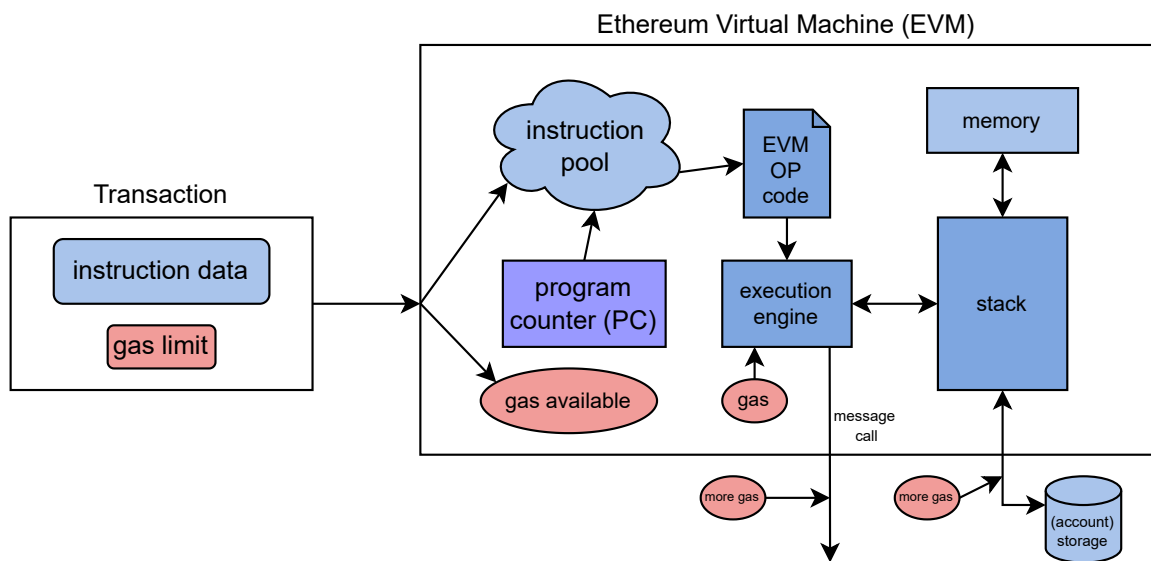 Ethereum Virtual Machine (EVM)
instruction
pool
EVM
OP
code
memory
Transaction
instruction data
gas limit
program
counter (PC)
execution
engine
stack
gas available
gas
message
call
more gas
more gas
(account)
storage